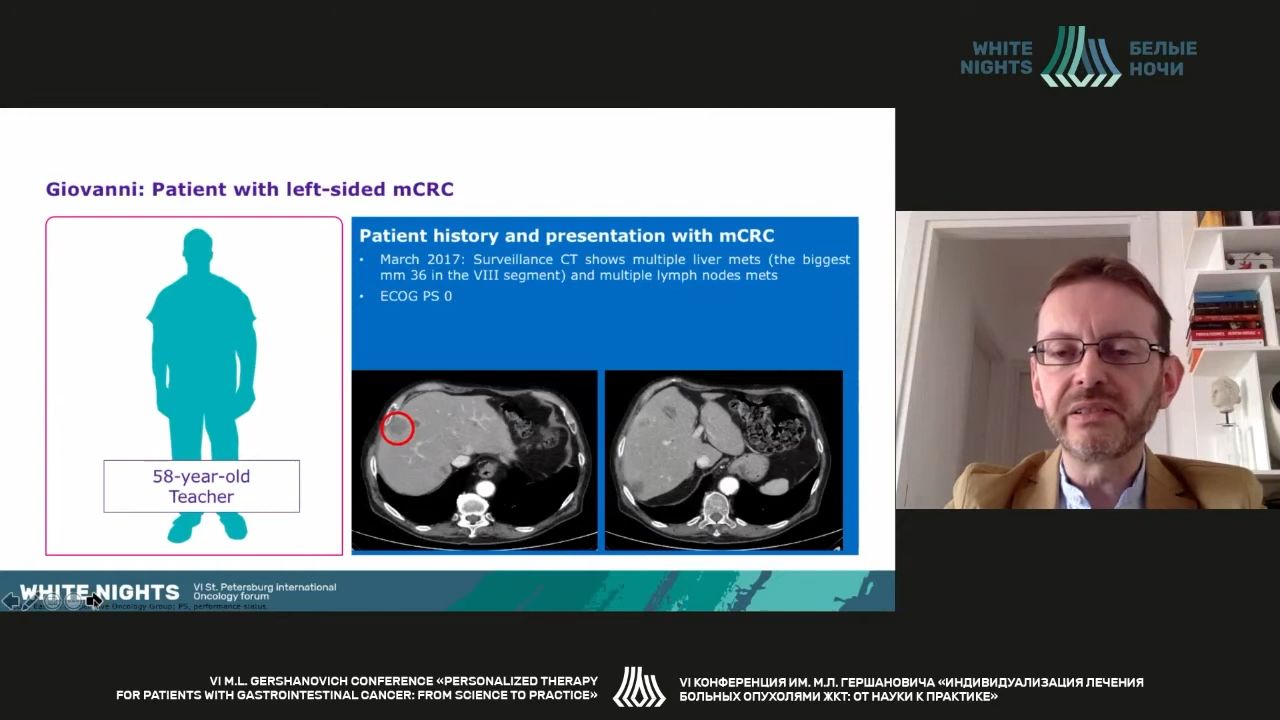 WHITE
NIGHTS
БЕЛЫЕ
НОЧИ
Giovanni: Patient with left-sided mCRC
58-year-old
Teacher
Patient history and presentation with mCRC
• March 2017: Surveillance CT shows multiple liver mets (the biggest
mm 36 in the VIII segment) and multiple lymph nodes mets
• ECOG PS 0
WHITE NIGHTS
VI St. Petersburg international
Oncology forum
Oncology Group; PS, performance status.
VI M.L. GERSHANOVICH CONFERENCE «PERSONALIZED THERAPY
FOR PATIENTS WITH GASTROINTESTINAL CANCER: FROM SCIENCE TO PRACTICE»
VI КОНФЕРЕНЦИЯ ИМ. М.Л. ГЕРШАНОВИЧА «ИНДИВИДУАЛИЗАЦИЯ ЛЕЧЕНИЯ
БОЛЬНЫХ ОПУХОЛЯМИ ЖКТ: ОТ НАУКИ К ПРАКТИКЕ»